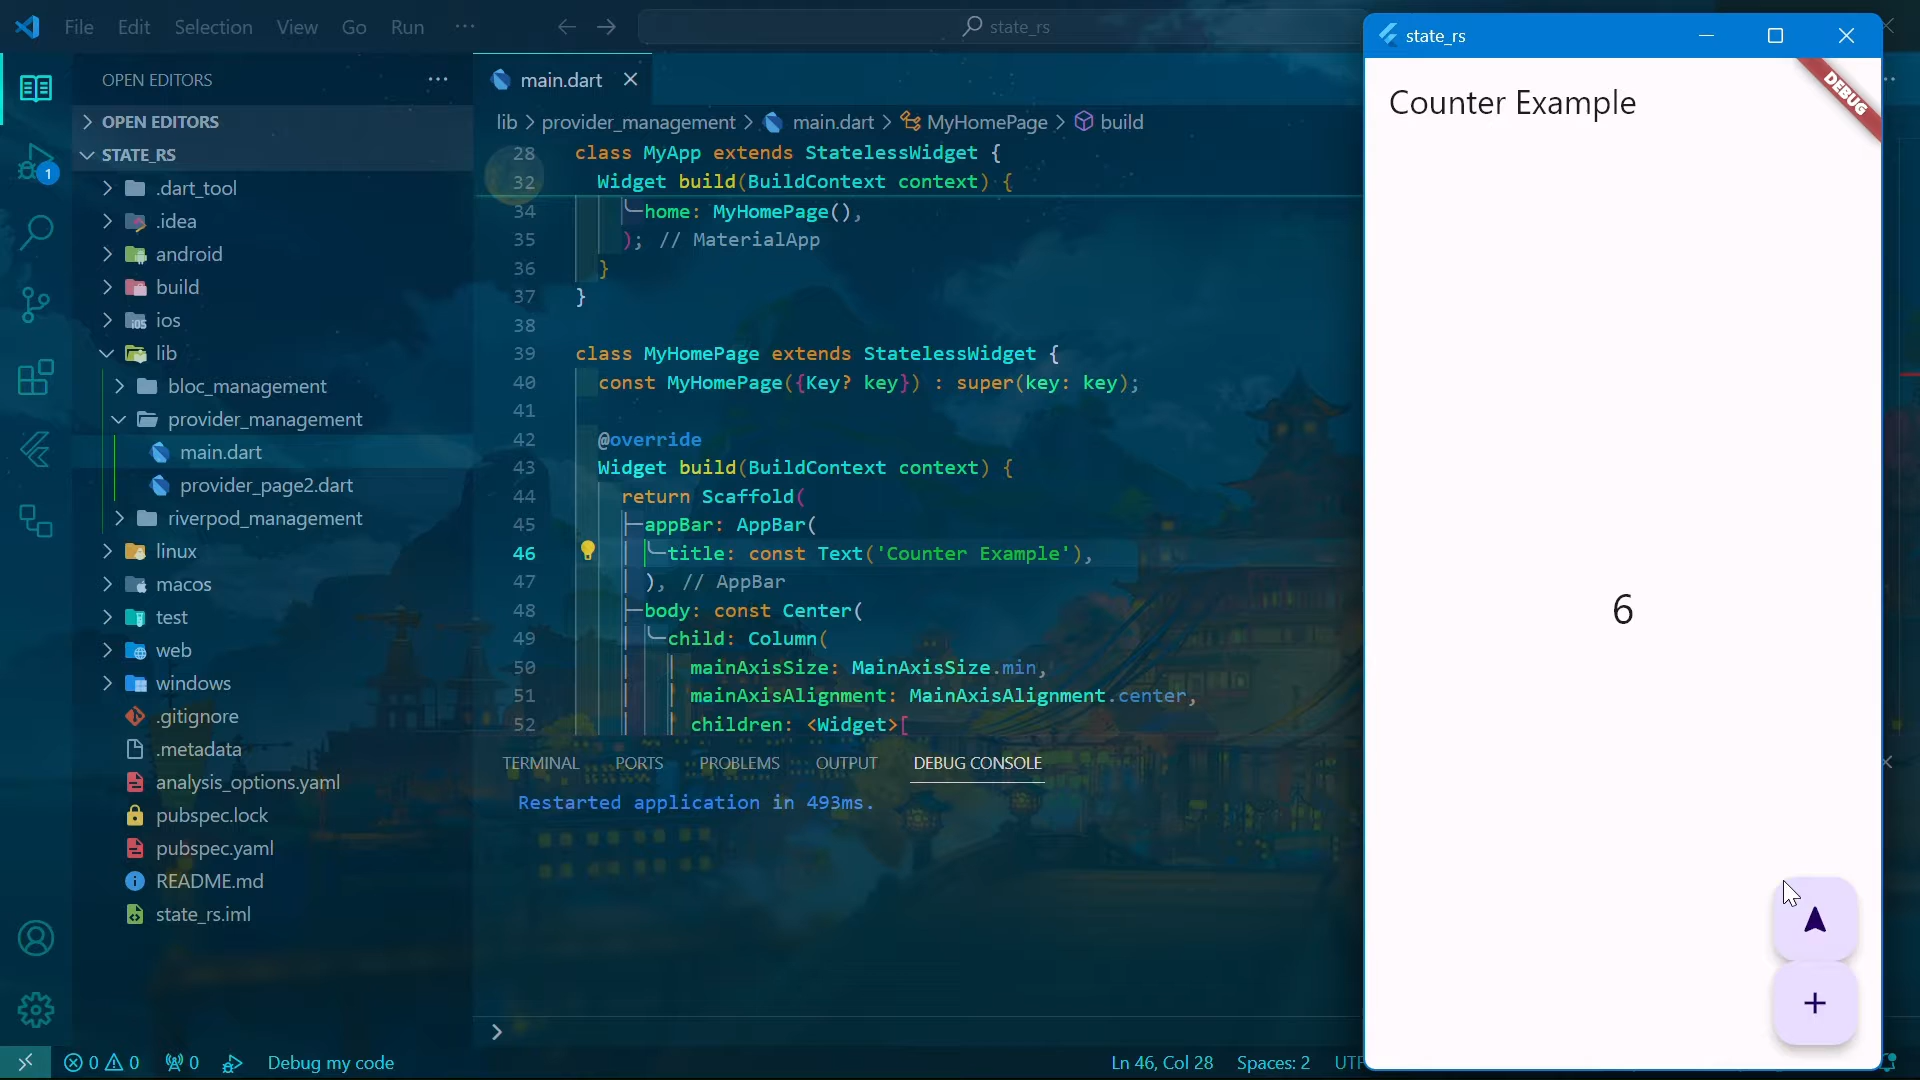 File Edit Selection View Go Run ···
state_rs
OPEN EDITORS ···
OPEN EDITORS
STATE_RS
.dart_tool
.idea
android
build
ios
lib
bloc_management
provider_management
main.dart
provider_page2.dart
riverpod_management
linux
macos
test
web
windows
.gitignore
.metadata
analysis_options.yaml
pubspec.lock
pubspec.yaml
README.md
state_rs.iml
1
main.dart
lib > provider_management > main.dart > MyHomePage > build
28 class MyApp extends StatelessWidget {
32 Widget build(BuildContext context) {
34 home: MyHomePage(),
35 ); // MaterialApp
36 }
37 }
38
39 class MyHomePage extends StatelessWidget {
40 const MyHomePage({Key? key}) : super(key: key);
41
42 @override
43 Widget build(BuildContext context) {
44 return Scaffold(
45 appBar: AppBar(
46 title: const Text('Counter Example'),
47 ), // AppBar
48 body: const Center(
49 child: Column(
50 mainAxisSize: MainAxisSize.min,
51 mainAxisAlignment: MainAxisAlignment.center,
52 children: <Widget>[
TERMINAL PORTS PROBLEMS OUTPUT DEBUG CONSOLE
Restarted application in 493ms.
>
0 0 0 Debug my code
Ln 46, Col 28 Spaces: 2 UTF
state_rs
Counter Example
DEBUG
6
+